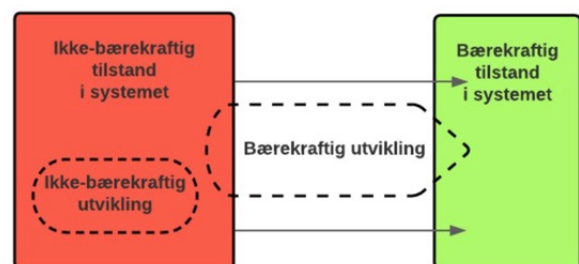 Ikke-bærekraftig
tilstand
i systemet
Bærekraftig
tilstand
i systemet
Bærekraftig utvikling
Ikke-bærekraftig
utvikling